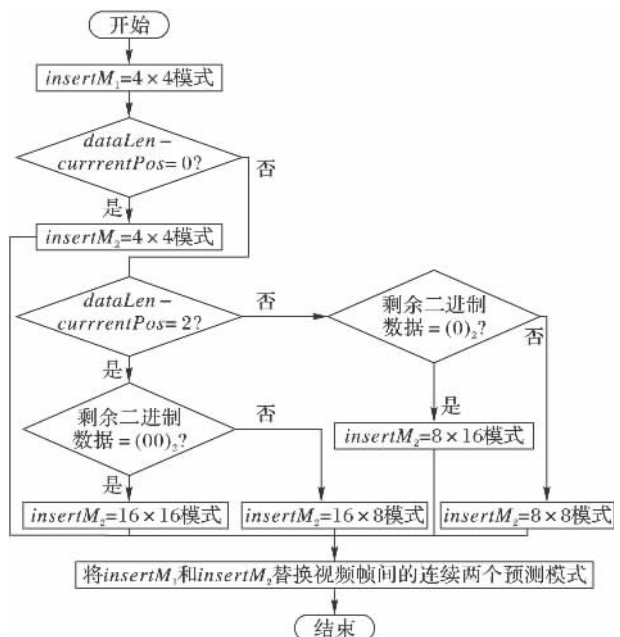 开始
insertM₁=4×4模式
dataLen-
currrentPos=0?
否
是
insertM₂=4×4模式
dataLen-
currrentPos=2?
否
剩余二进制
数据=(0)₂?
否
是
是
剩余二进制
数据=(00)₂?
否
insertM₂=8×16模式
是
insertM₂=16×16模式
insertM₂=16×8模式
insertM₂=8×8模式
将insertM₁和insertM₂替换视频帧间的连续两个预测模式
结束